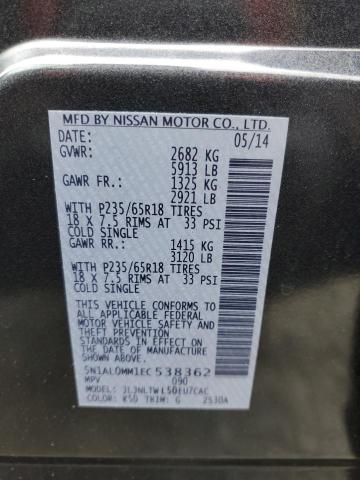 MFD BY NISSAN MOTOR CO., LTD.
DATE: 05/14
GVWR: 2682 KG
5913 LB
GAWR FR.: 1325 KG
2921 LB
WITH P235/65R18 TIRES
18 X 7.5 RIMS AT 33 PSI
COLD SINGLE
GAWR RR.: 1415 KG
3120 LB
WITH P235/65R18 TIRES
18 X 7.5 RIMS AT 33 PSI
COLD SINGLE
THIS VEHICLE CONFORMS TO
ALL APPLICABLE FEDERAL
MOTOR VEHICLE SAFETY
STANDARDS IN EFFECT ON
THE DATE OF MANUFACTURE
SHOWN ABOVE.
5N1AL0MM1EC538362
MPV 090
MODEL:
COLOR: KSD TRIM: G 2530A